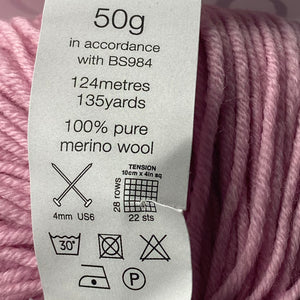 50g
in accordance
with BS984
124metres
135yards
100% pure
merino wool
TENSION
10cm x 4in sq
28 rows
4mm US6
22 sts
30°
P